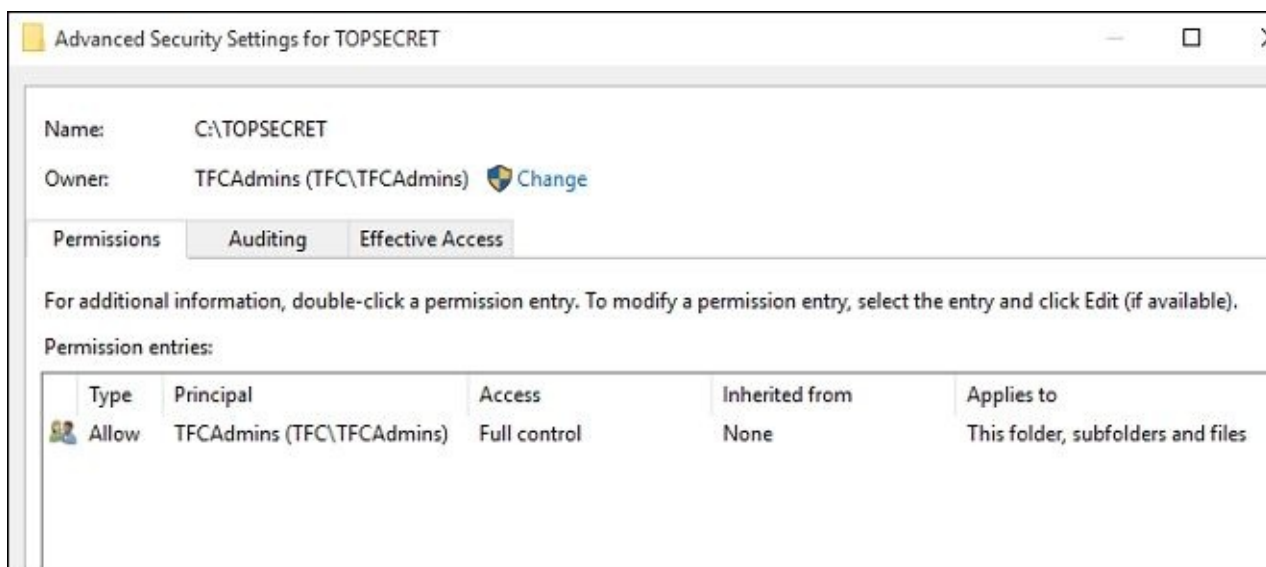 Advanced Security Settings for TOPSECRET
Name: C:\TOPSECRET
Owner: TFCAdmins (TFC\TFCAdmins) Change
Permissions Auditing Effective Access
For additional information, double-click a permission entry. To modify a permission entry, select the entry and click Edit (if available).
Permission entries:
Type Principal Access Inherited from Applies to
Allow TFCAdmins (TFC\TFCAdmins) Full control None This folder, subfolders and files